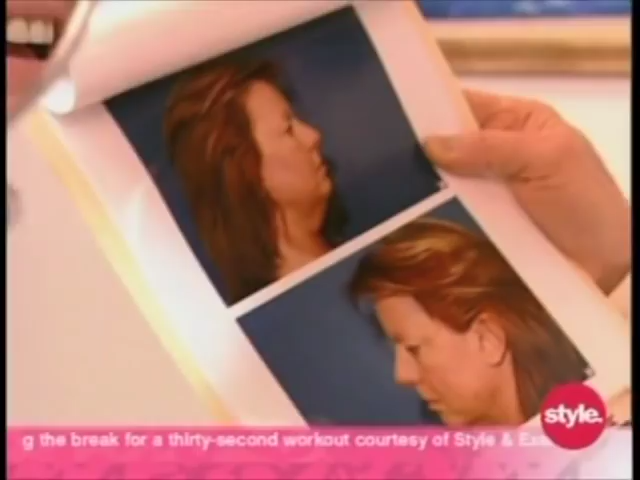 style.
g the break for a thirty-second workout courtesy of Style & Ex